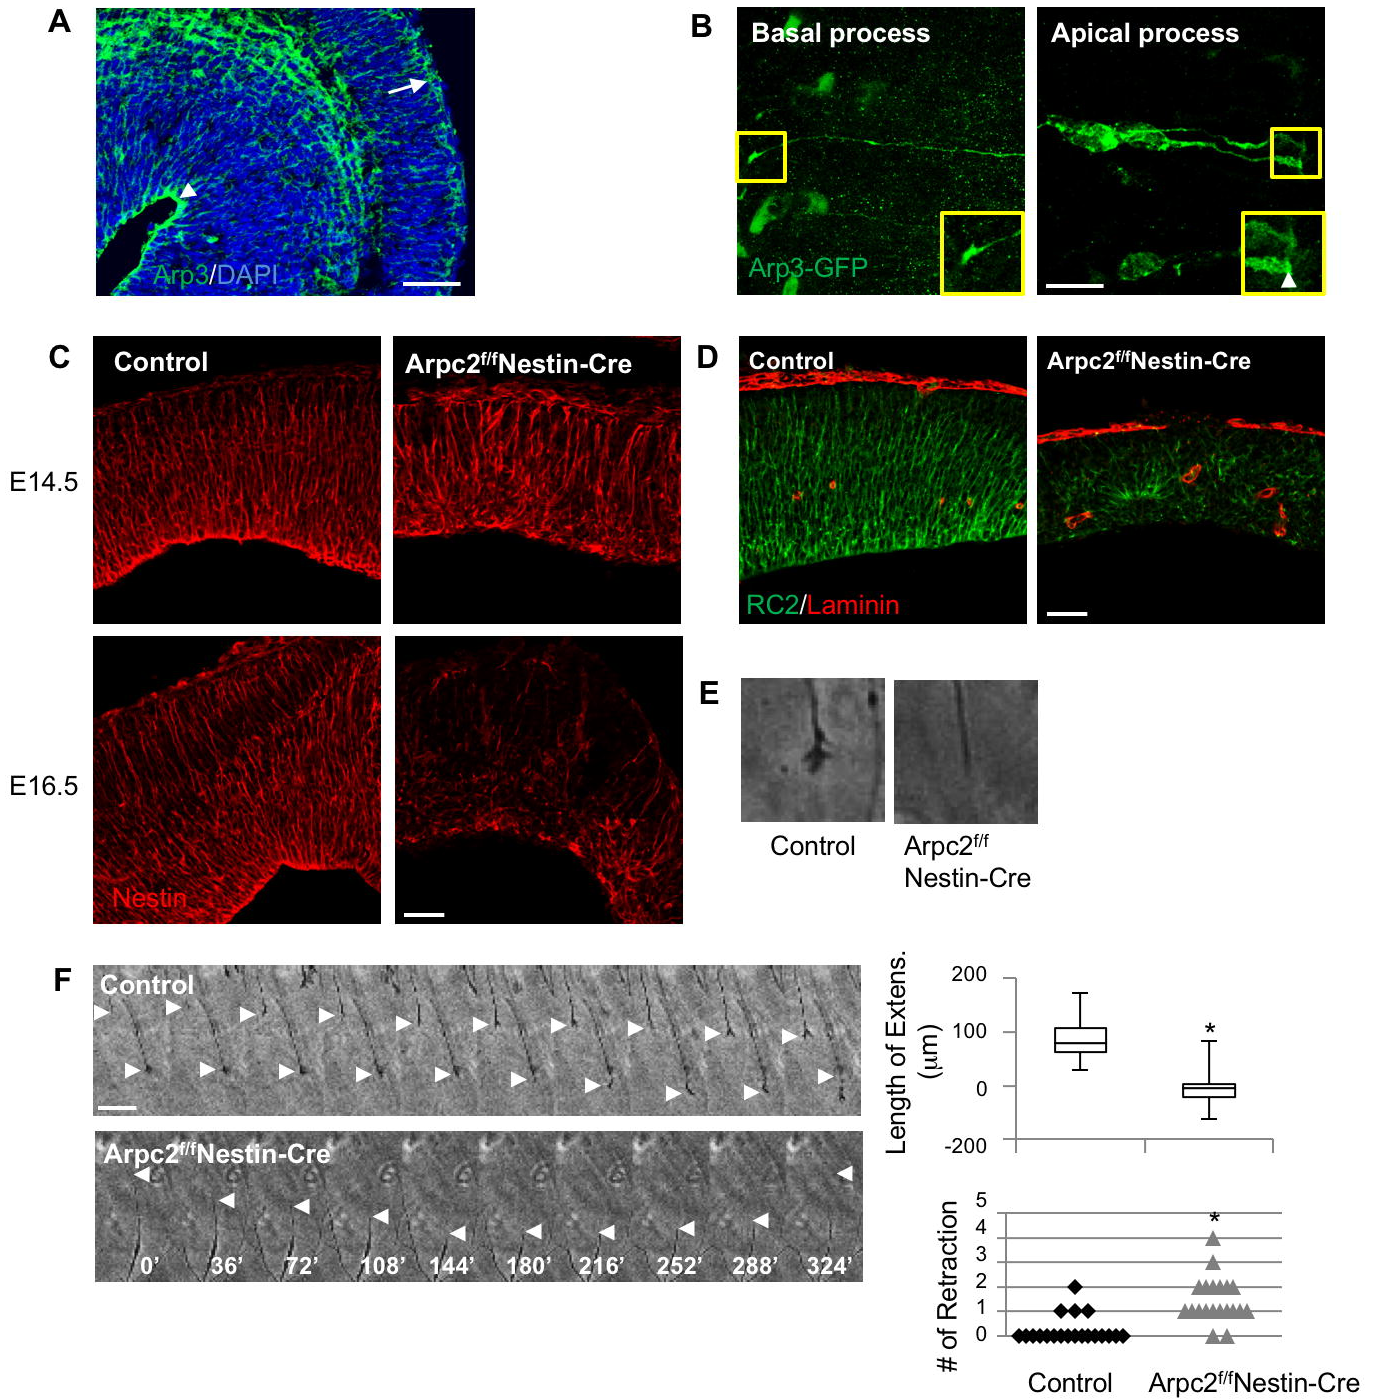 A
Arp3/DAPI
B
Basal process
Apical process
Arp3-GFP
C
Control
Arpc2f/fNestin-Cre
E14.5
E16.5
Nestin
D
Control
Arpc2f/fNestin-Cre
RC2/Laminin
E
Control
Arpc2f/f
Nestin-Cre
F
Control
Arpc2f/fNestin-Cre
0’ 36’ 72’ 108’ 144’ 180’ 216’ 252’ 288’ 324’
Length of Extens.
(μm)
200
100
0
-200
*
# of Retraction
5
4
3
2
1
0
*
Control
Arpc2f/fNestin-Cre